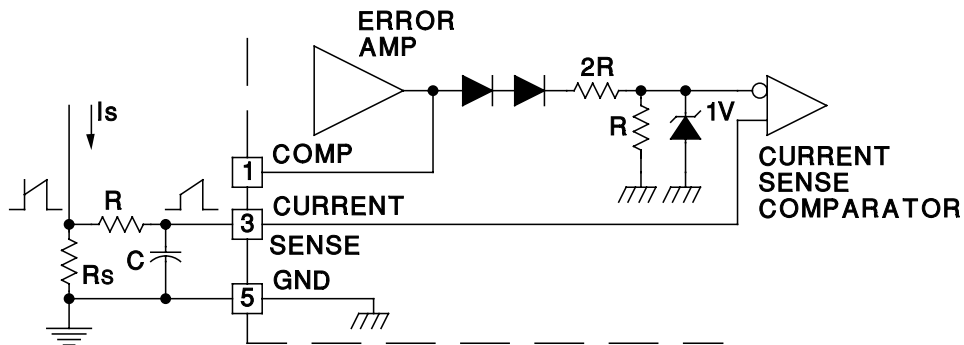 ERROR
AMP
2R
Is
R
1V
1
COMP
CURRENT
SENSE
COMPARATOR
R
3
CURRENT
SENSE
C
Rs
5
GND